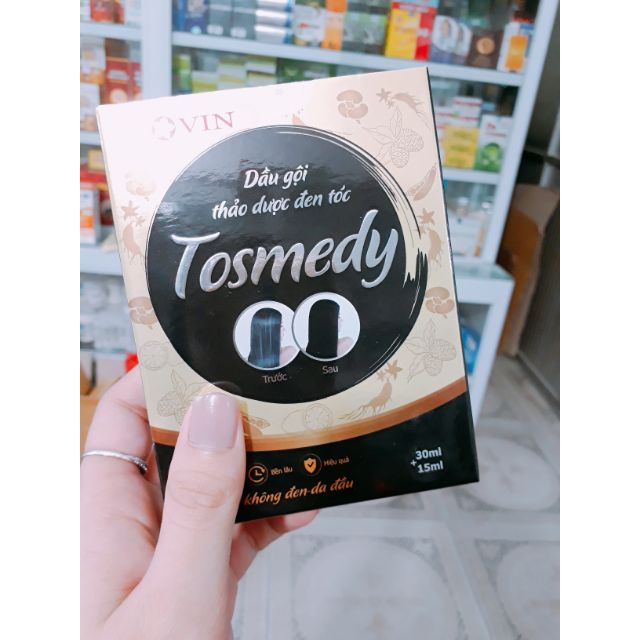 VIN
Dầu gội
thảo dược đen tóc
Tosmedy
Trước
Sau
Bền lâu
Hiệu quả
30ml
+ 15ml
không đen da đầu